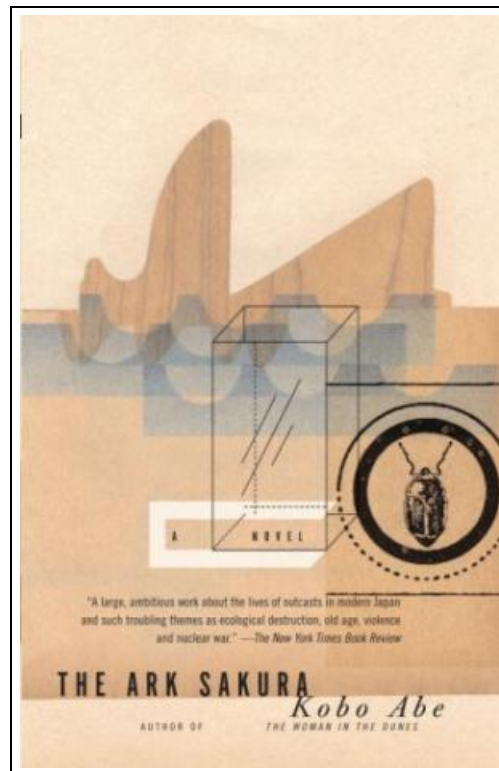 A NOVEL
"A large, ambitious work about the lives of outcasts in modern Japan
and such troubling themes as ecological destruction, old age, violence
and nuclear war." —The New York Times Book Review
THE ARK SAKURA
Kobo Abe
AUTHOR OF THE WOMAN IN THE DUNES